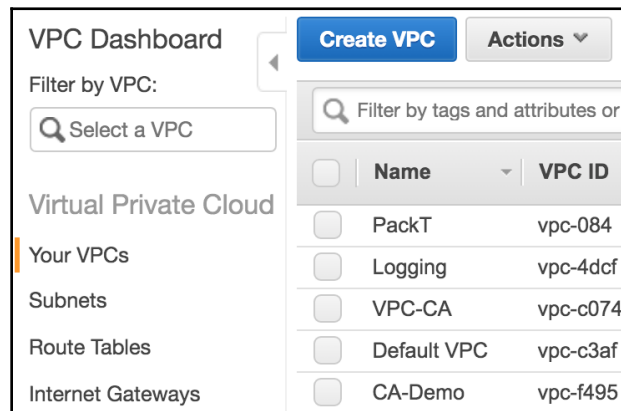 VPC Dashboard
Filter by VPC:
Select a VPC
Virtual Private Cloud
Your VPCs
Subnets
Route Tables
Internet Gateways
Create VPC Actions
Filter by tags and attributes or
Name VPC ID
PackT vpc-084
Logging vpc-4dcf
VPC-CA vpc-c074
Default VPC vpc-c3af
CA-Demo vpc-f495